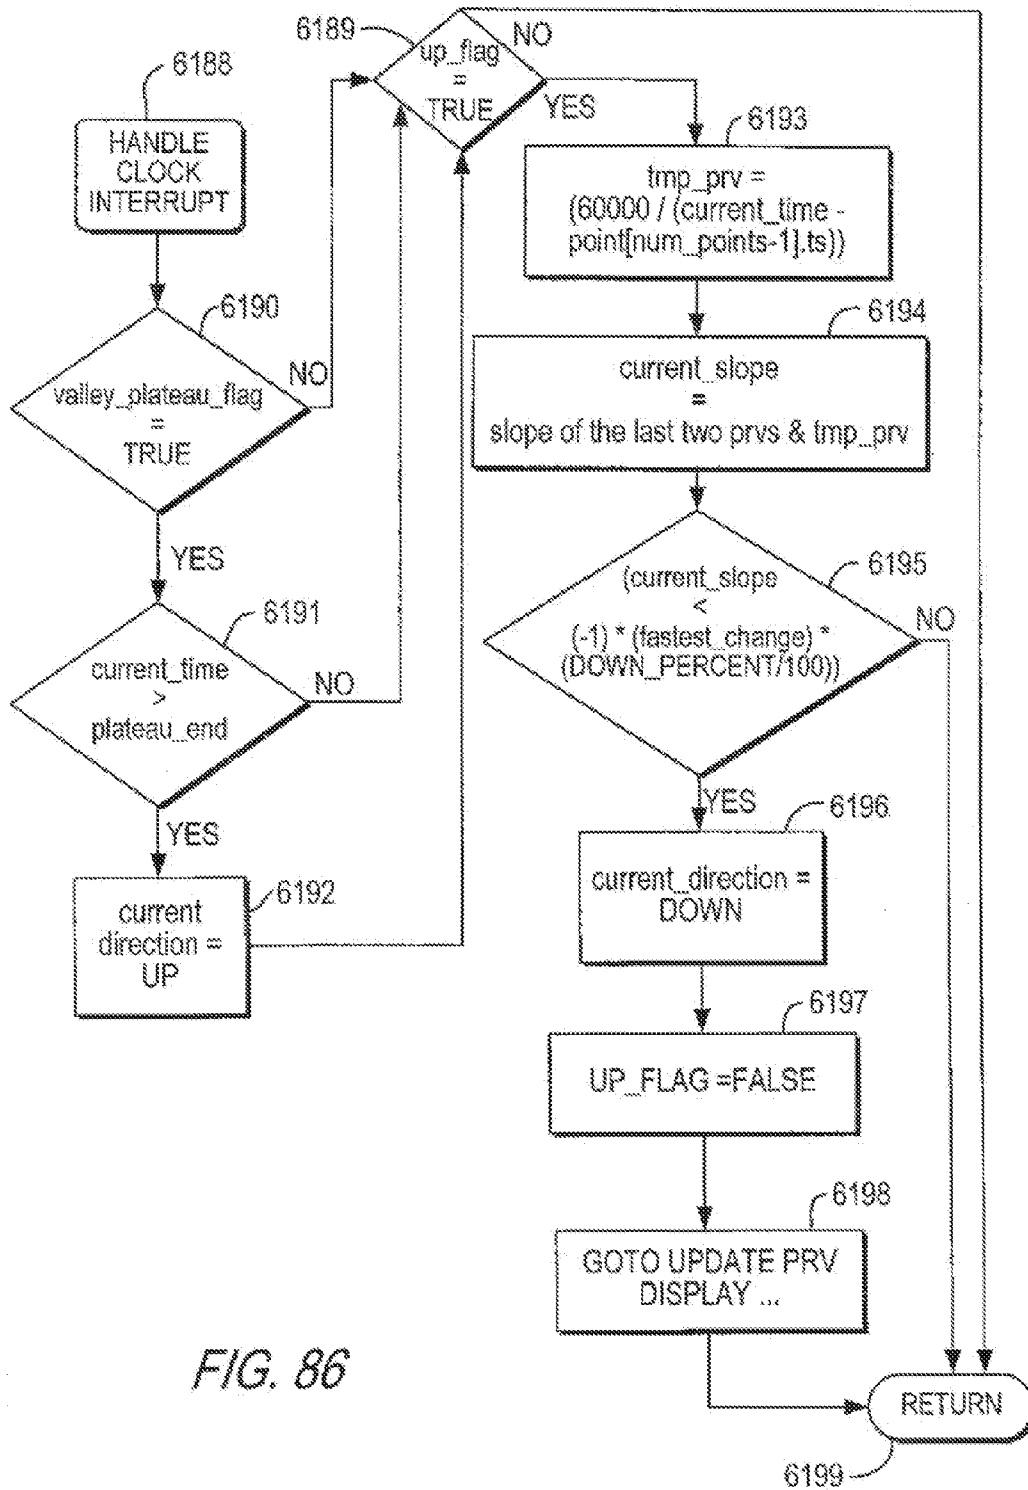 6189
NO
up_flag
=
TRUE
YES
6188
HANDLE
CLOCK
INTERRUPT
6193
tmp_prv =
(60000 / (current_time -
point[num_points-1].ts))
6190
valley_plateau_flag
=
TRUE
NO
YES
6194
current_slope
=
slope of the last two prvs & tmp_prv
6191
current_time
>
plateau_end
NO
YES
6195
(current_slope
<
(-1) * (fastest_change) *
(DOWN_PERCENT/100))
NO
YES
6192
current
direction =
UP
6196
current_direction =
DOWN
6197
UP_FLAG =FALSE
6198
GOTO UPDATE PRV
DISPLAY ...
FIG. 86
RETURN
6199